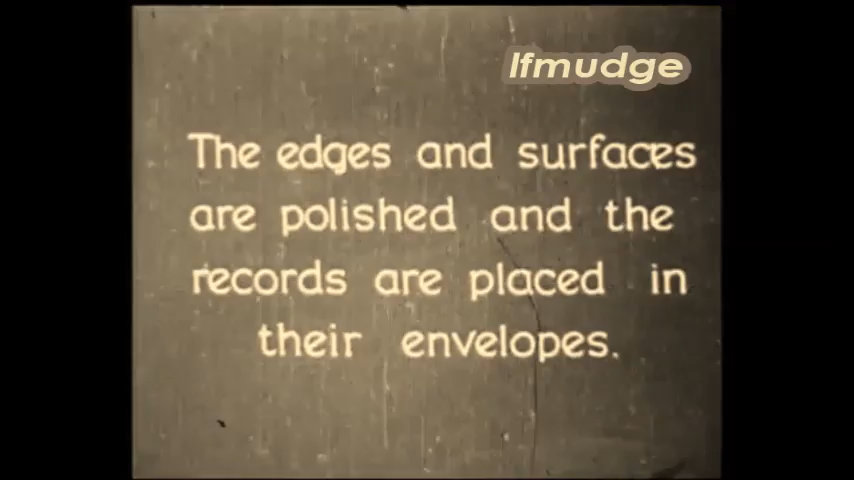 lfmudge
The edges and surfaces
are polished and the
records are placed in
their envelopes.